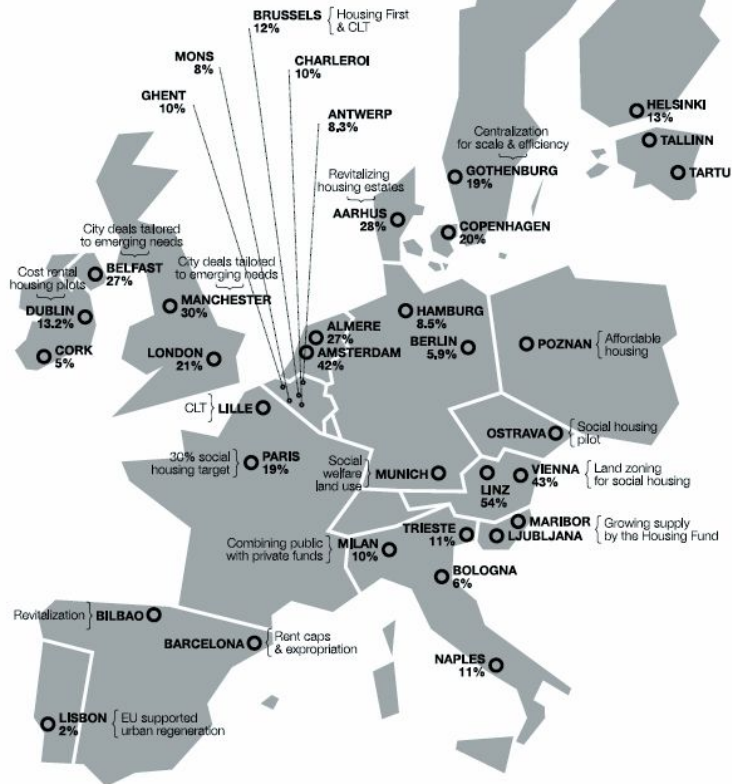 BRUSSELS
12%
Housing First
& CLT
MONS
8%
CHARLEROI
10%
GHENT
10%
ANTWERP
8,3%
HELSINKI
13%
TALLINN
TARTU
Centralization
for scale & efficiency
GOTHENBURG
19%
Revitalizing
housing estates
AARHUS
28%
COPENHAGEN
20%
City deals tailored
to emerging needs
BELFAST
27%
City deals tailored
to emerging needs
MANCHESTER
30%
Cost rental
housing pilots
DUBLIN
13.2%
CORK
5%
LONDON
21%
ALMERE
27%
AMSTERDAM
42%
HAMBURG
8.5%
BERLIN
5,9%
POZNAN
Affordable
housing
CLT
LILLE
OSTRAVA
Social housing
pilot
30% social
housing target
PARIS
19%
Social
welfare
land use
MUNICH
LINZ
54%
VIENNA
43%
Land zoning
for social housing
TRIESTE
11%
MARIBOR
LJUBLJANA
Growing supply
by the Housing Fund
Combining public
with private funds
MILAN
10%
BOLOGNA
6%
Revitalization
BILBAO
BARCELONA
Rent caps
& expropriation
NAPLES
11%
LISBON
2%
EU supported
urban regeneration